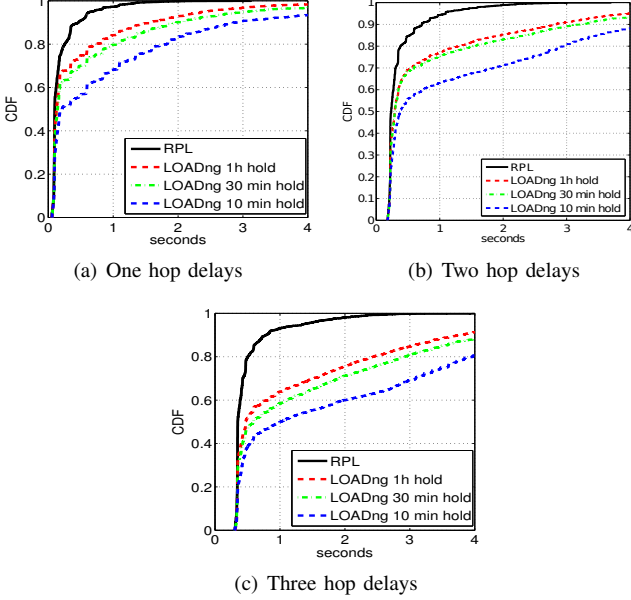 1
0.8
0.6
0.4
0.2
0
CDF
0 1 2 3 4
seconds
RPL
LOADng 1h hold
LOADng 30 min hold
LOADng 10 min hold
(a) One hop delays
1
0.9
0.8
0.7
0.6
0.5
0.4
0.3
0.2
0.1
0
CDF
0 1 2 3 4
seconds
RPL
LOADng 1h hold
LOADng 30 min hold
LOADng 10 min hold
(b) Two hop delays
1
0.8
0.6
0.4
0.2
0
CDF
0 1 2 3 4
seconds
RPL
LOADng 1h hold
LOADng 30 min hold
LOADng 10 min hold
(c) Three hop delays